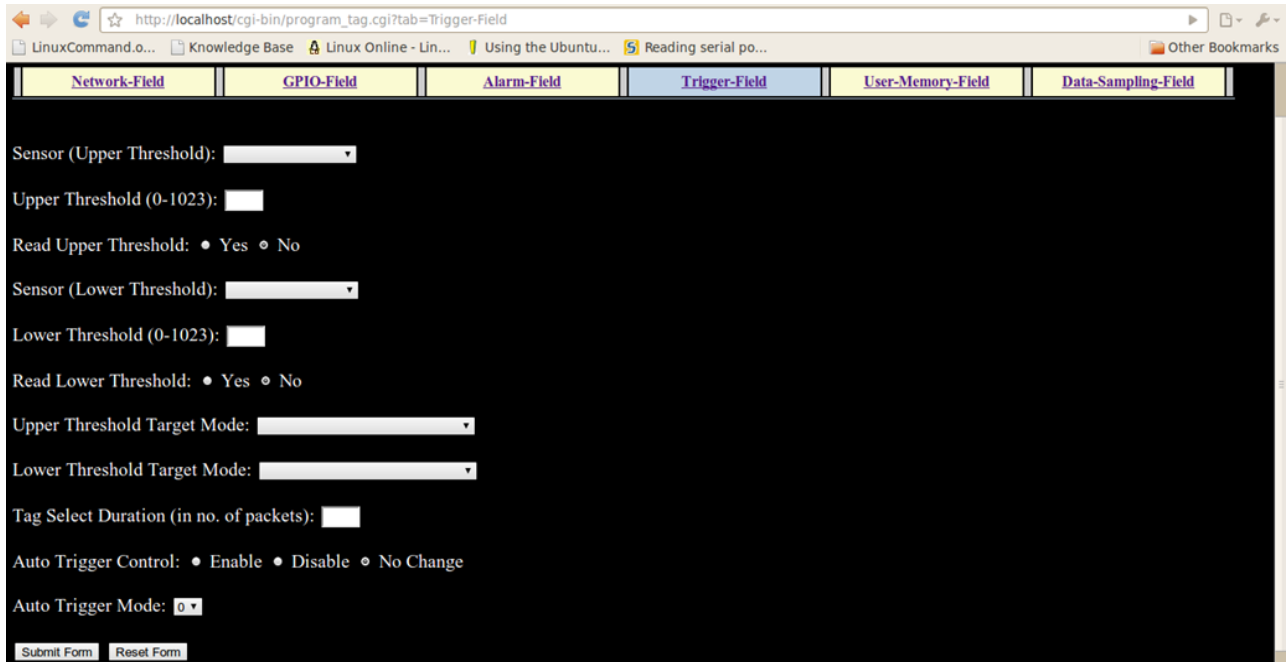 http://localhost/cgi-bin/program_tag.cgi?tab=Trigger-Field
LinuxCommand.o... Knowledge Base Linux Online - Lin... Using the Ubuntu... Reading serial po... Other Bookmarks
Network-Field GPIO-Field Alarm-Field Trigger-Field User-Memory-Field Data-Sampling-Field
Sensor (Upper Threshold):
Upper Threshold (0-1023):
Read Upper Threshold: Yes No
Sensor (Lower Threshold):
Lower Threshold (0-1023):
Read Lower Threshold: Yes No
Upper Threshold Target Mode:
Lower Threshold Target Mode:
Tag Select Duration (in no. of packets):
Auto Trigger Control: Enable Disable No Change
Auto Trigger Mode: 0
Submit Form Reset Form